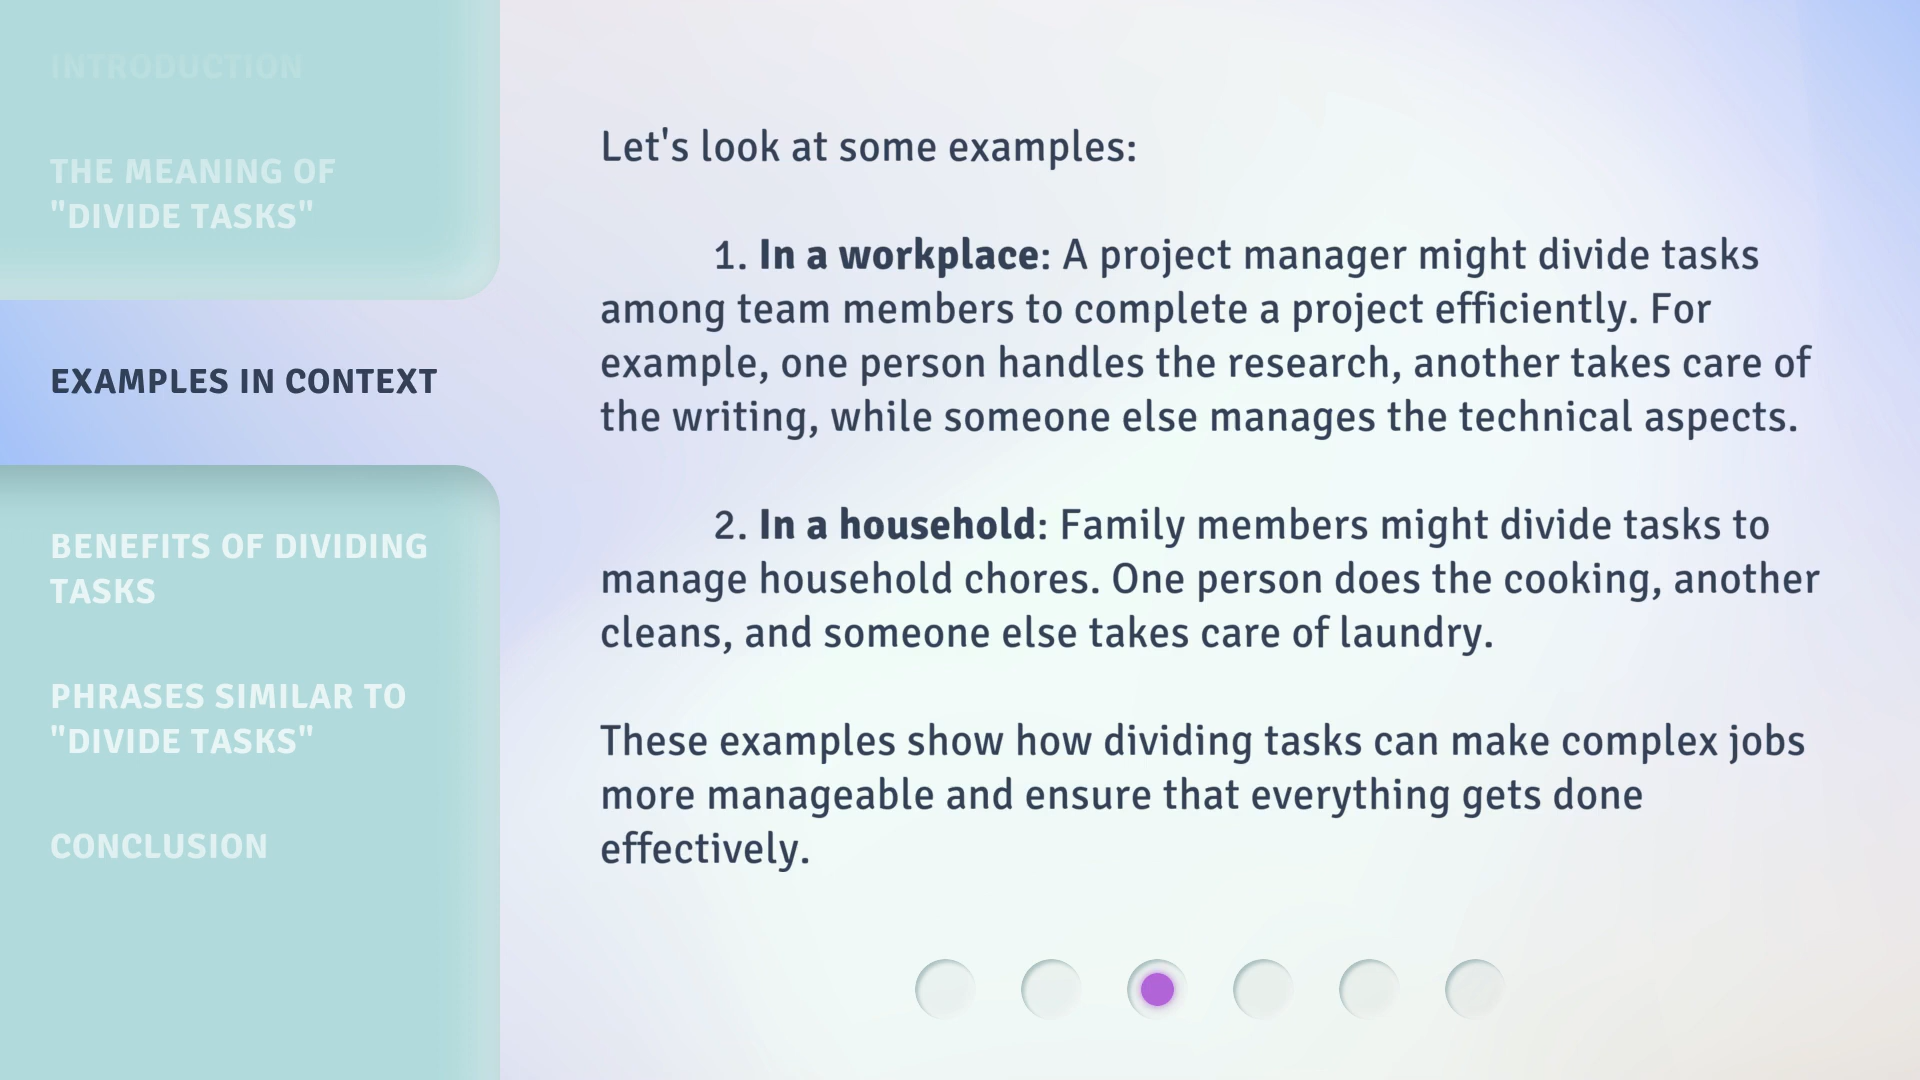 INTRODUCTION
THE MEANING OF
"DIVIDE TASKS"
EXAMPLES IN CONTEXT
BENEFITS OF DIVIDING
TASKS
PHRASES SIMILAR TO
"DIVIDE TASKS"
CONCLUSION
Let's look at some examples:
1. In a workplace: A project manager might divide tasks
among team members to complete a project efficiently. For
example, one person handles the research, another takes care of
the writing, while someone else manages the technical aspects.
2. In a household: Family members might divide tasks to
manage household chores. One person does the cooking, another
cleans, and someone else takes care of laundry.
These examples show how dividing tasks can make complex jobs
more manageable and ensure that everything gets done
effectively.